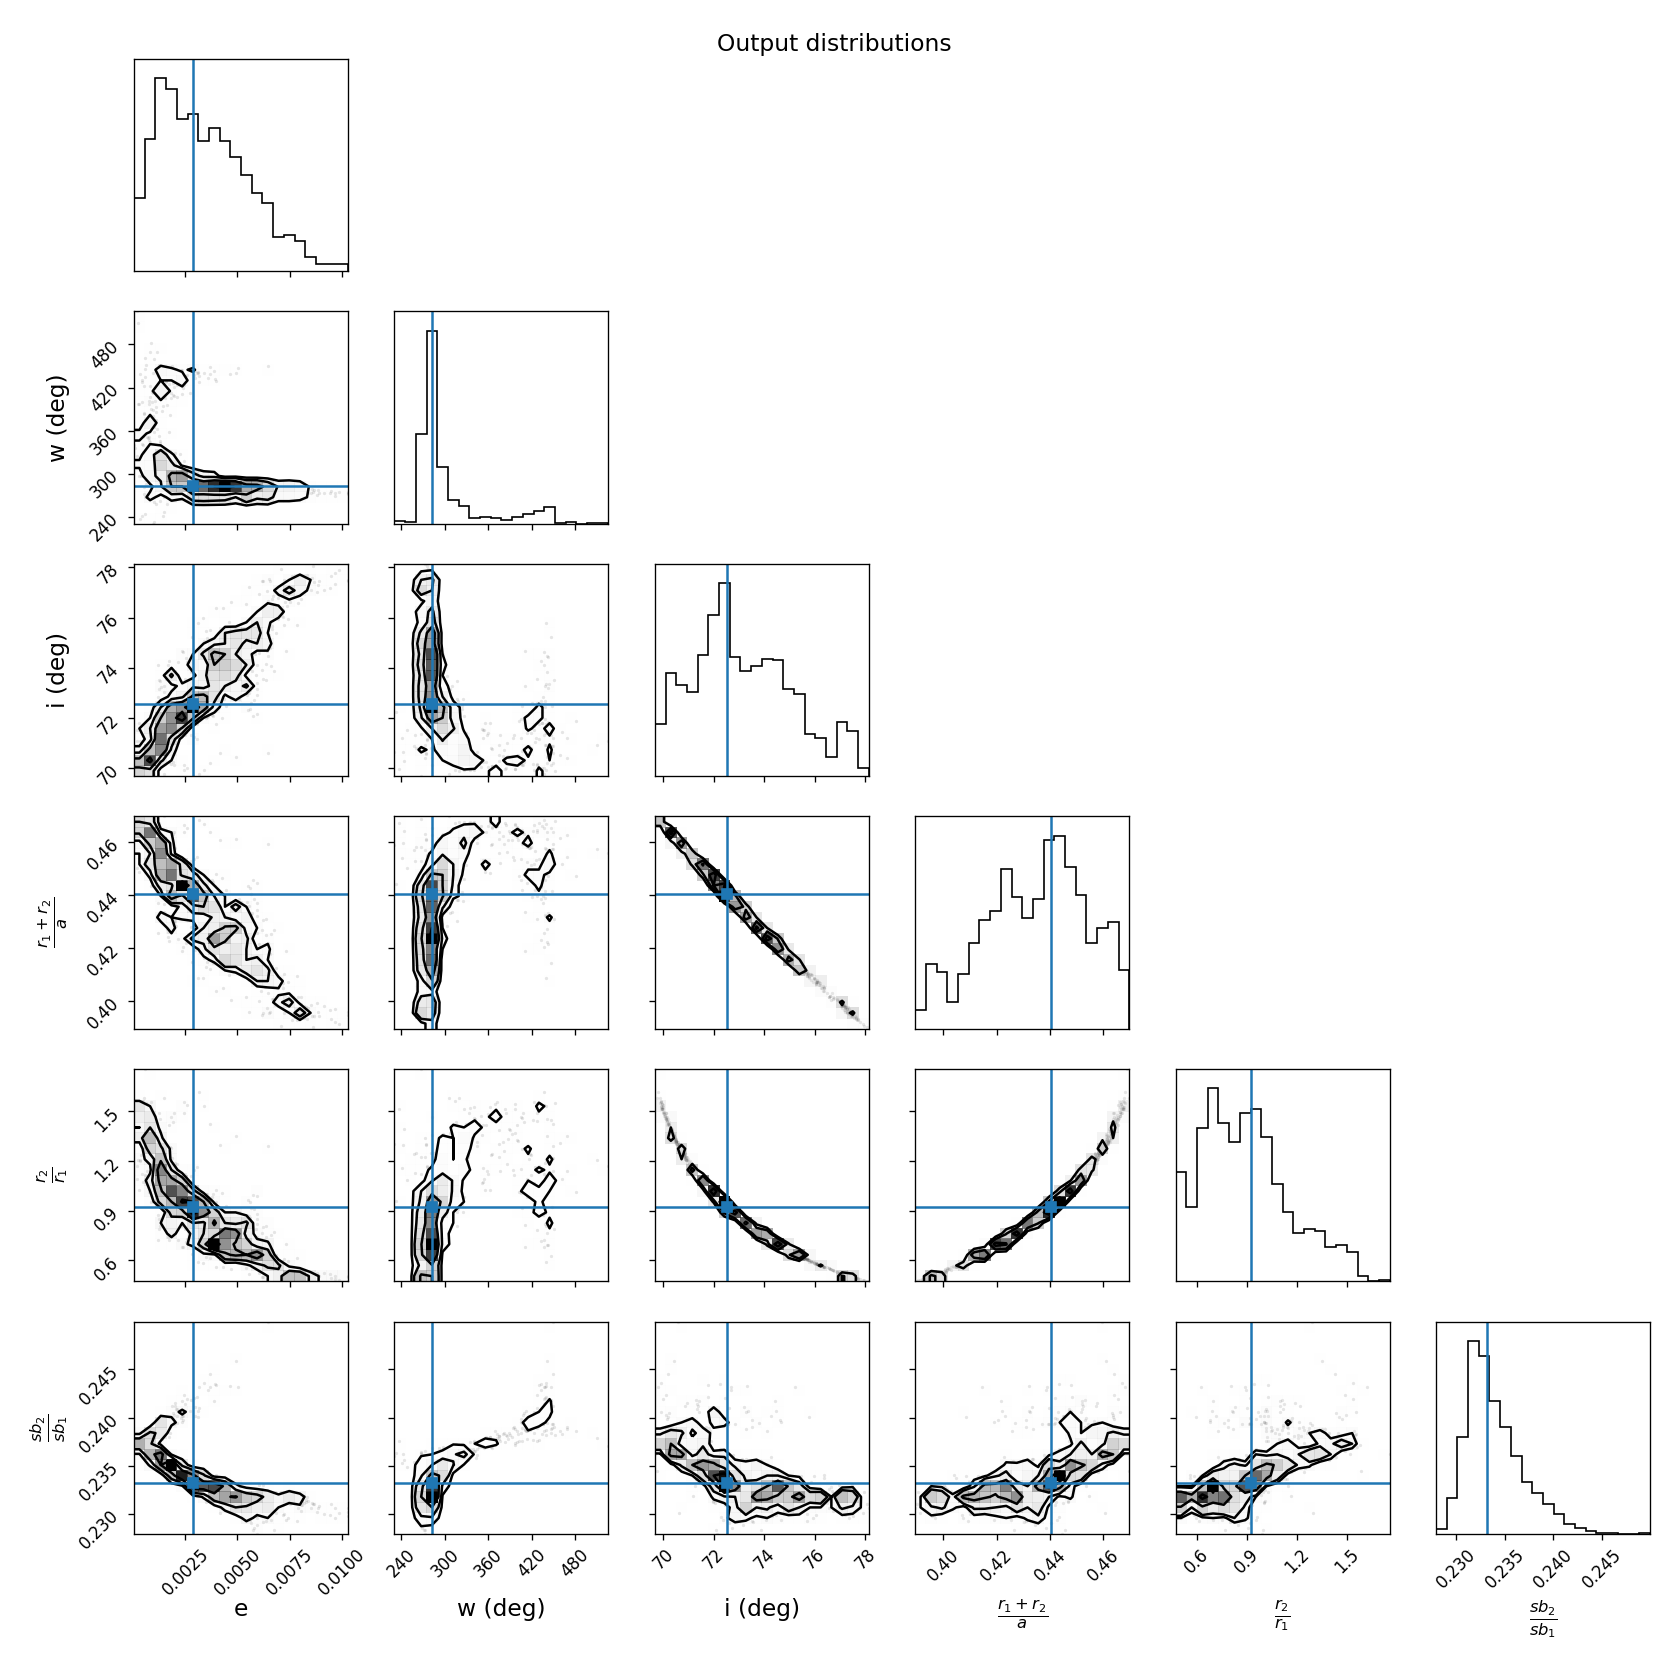 Output distributions
480
420
360
300
240
w (deg)
78
76
74
72
70
i (deg)
0.46
0.44
0.42
0.40
r₁ + r₂
a
1.5
1.2
0.9
0.6
r₂
r₁
0.245
0.240
0.235
0.230
sb₂
sb₁
0.0025 0.0050 0.0075 0.0100
240 300 360 420 480
70 72 74 76 78
0.40 0.42 0.44 0.46
0.6 0.9 1.2 1.5
0.230 0.235 0.240 0.245
e
w (deg)
i (deg)
r₁ + r₂
a
r₂
r₁
sb₂
sb₁